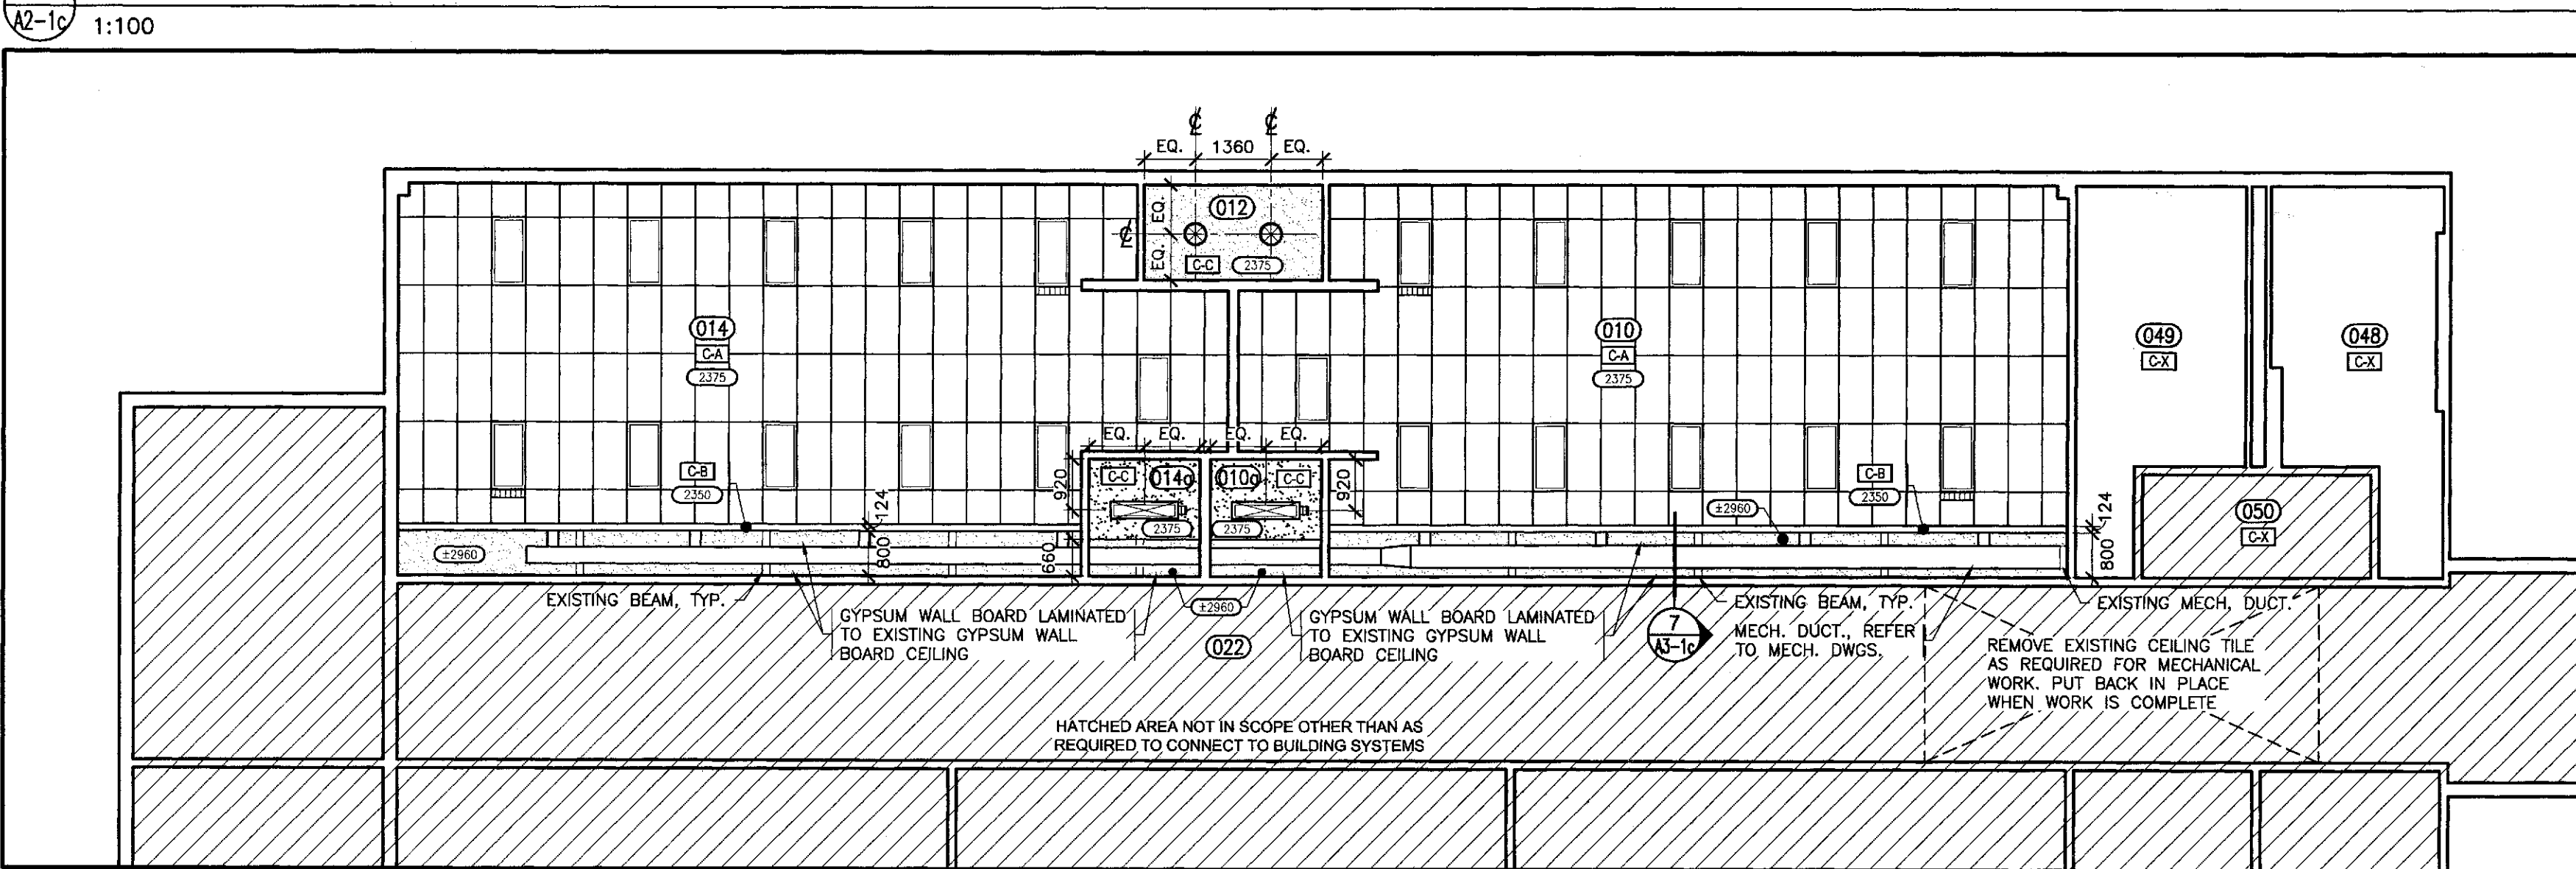 A2-1c
1:100
℄ ℄
EQ. 1360 EQ.
EQ.
012
℄
EQ.
C-C 2375
014
C-A
2375
010
C-A
2375
049
C-X
048
C-X
EQ. EQ. EQ. EQ.
C-B
2350
124
920
C-C 014a 010a C-C
920
2375 2375
C-B
2350
±2960
124
050
C-X
±2960
800
660
800
EXISTING BEAM, TYP.
GYPSUM WALL BOARD LAMINATED
TO EXISTING GYPSUM WALL
BOARD CEILING
±2960
022
GYPSUM WALL BOARD LAMINATED
TO EXISTING GYPSUM WALL
BOARD CEILING
7
A3-1c
EXISTING BEAM, TYP.
MECH. DUCT., REFER
TO MECH. DWGS.
EXISTING MECH, DUCT.
REMOVE EXISTING CEILING TILE
AS REQUIRED FOR MECHANICAL
WORK. PUT BACK IN PLACE
WHEN WORK IS COMPLETE
HATCHED AREA NOT IN SCOPE OTHER THAN AS
REQUIRED TO CONNECT TO BUILDING SYSTEMS